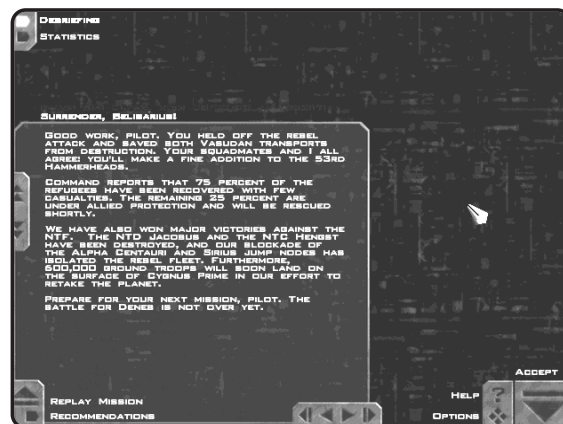 Debriefing
Statistics
Surrender, Belisarius!
Good work, pilot. You held off the rebel
attack and saved both Vasudan transports
from destruction. Your squadmates and I all
agree: you'll make a fine addition to the 53rd
Hammerheads.
Command reports that 75 percent of the
refugees have been recovered with few
casualties. The remaining 25 percent are
under allied protection and will be rescued
shortly.
We have also won major victories against the
NTF. The NTD Jacobus and the NTC Hengst
have been destroyed, and our blockade of
the Alpha Centauri and Sirius jump nodes has
isolated the rebel fleet. Furthermore,
600,000 ground troops will soon land on
the surface of Cygnus Prime in our effort to
retake the planet.
Prepare for your next mission, pilot. The
battle for Deneb is not over yet.
Accept
Replay Mission
Help ?
Recommendations
Options